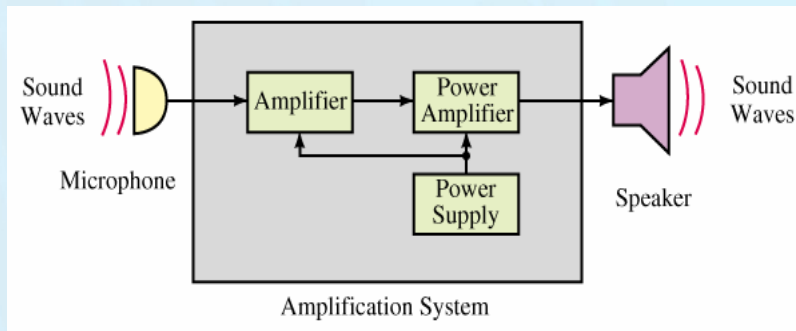 Sound
Waves
Microphone
Amplifier
Power
Amplifier
Power
Supply
Sound
Waves
Speaker
Amplification System